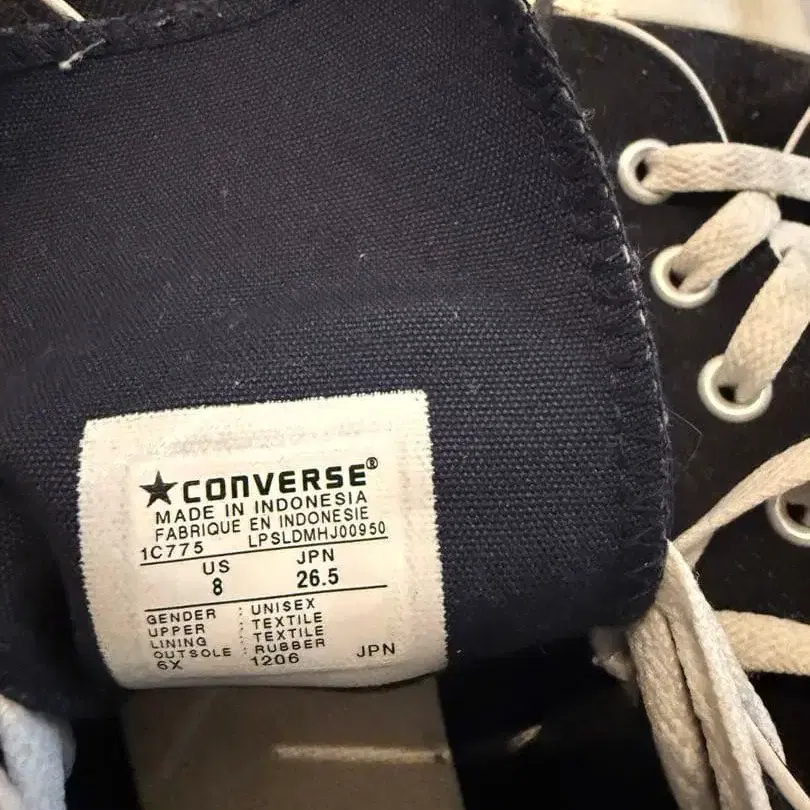 ★CONVERSE®
MADE IN INDONESIA
FABRIQUE EN INDONESIE
1C775 LPSLDMHJ00950
US JPN
8 26.5
GENDER : UNISEX
UPPER : TEXTILE
LINING : TEXTILE
OUTSOLE : RUBBER
6X 1206 JPN